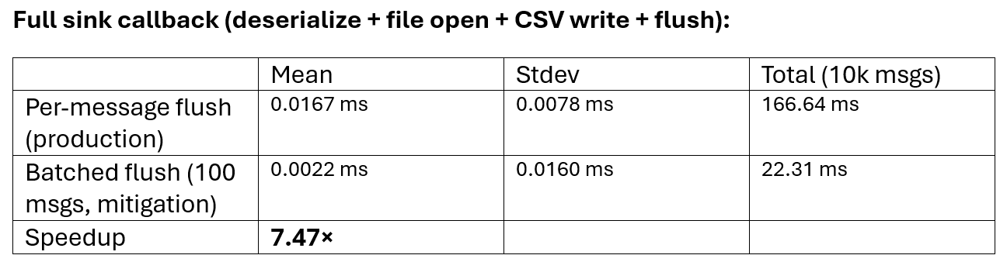 Full sink callback (deserialize + file open + CSV write + flush):
Mean Stdev Total (10k msgs)
Per-message flush 0.0167 ms 0.0078 ms 166.64 ms
(production)
Batched flush (100 0.0022 ms 0.0160 ms 22.31 ms
msgs, mitigation)
Speedup 7.47×